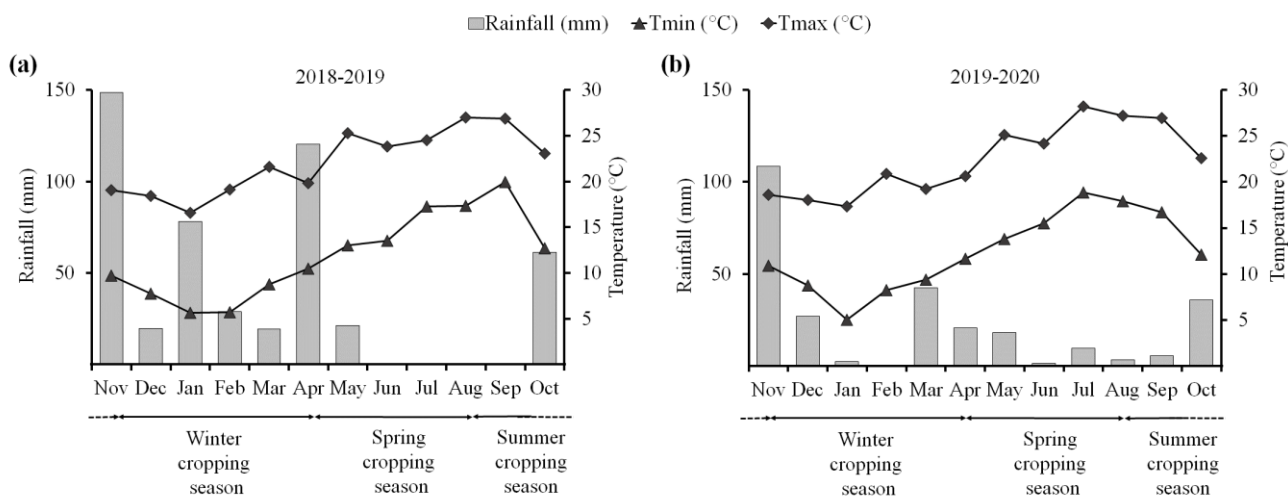 Rainfall (mm) Tmin (°C) Tmax (°C)
(a)
2018-2019
150
100
50
Rainfall (mm)
30
25
20
15
10
5
Temperature (°C)
Nov Dec Jan Feb Mar Apr May Jun Jul Aug Sep Oct
Winter
cropping
season
Spring
cropping
season
Summer
cropping
season
(b)
2019-2020
150
100
50
Rainfall (mm)
30
25
20
15
10
5
Temperature (°C)
Nov Dec Jan Feb Mar Apr May Jun Jul Aug Sep Oct
Winter
cropping
season
Spring
cropping
season
Summer
cropping
season